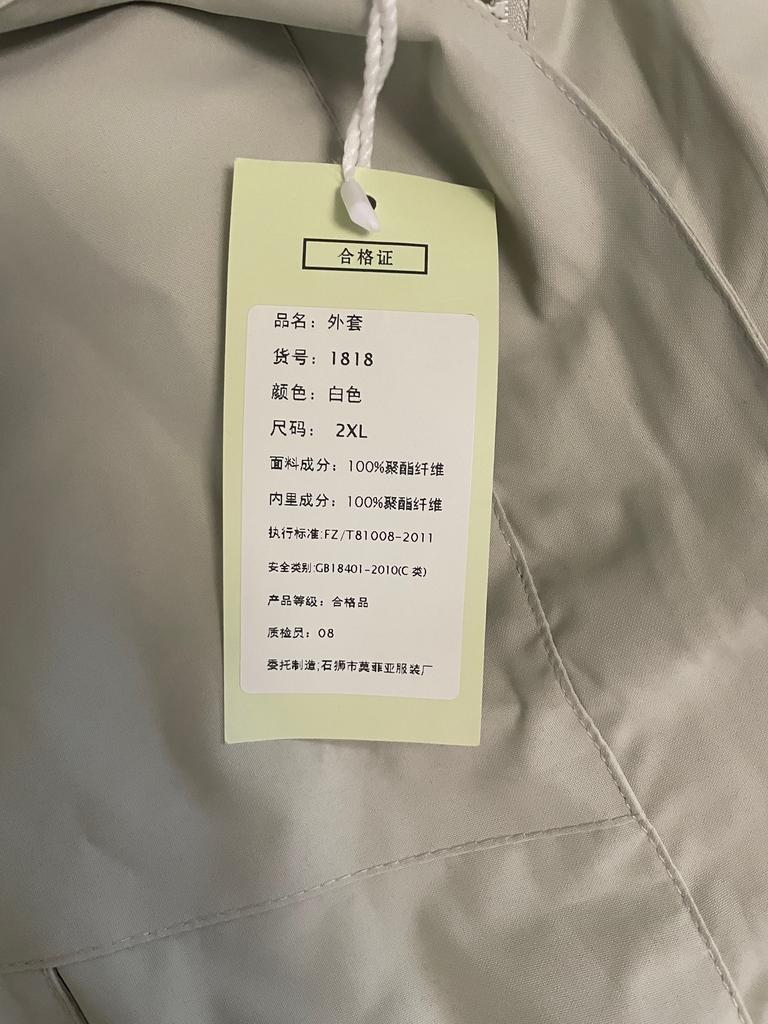 合格证
品名：外套
货号：1818
颜色：白色
尺码： 2XL
面料成分：100%聚酯纤维
内里成分：100%聚酯纤维
执行标准:FZ/T81008-2011
安全类别:GB18401-2010(C 类)
产品等级：合格品
质检员：08
委托制造;石狮市莫菲亚服装厂